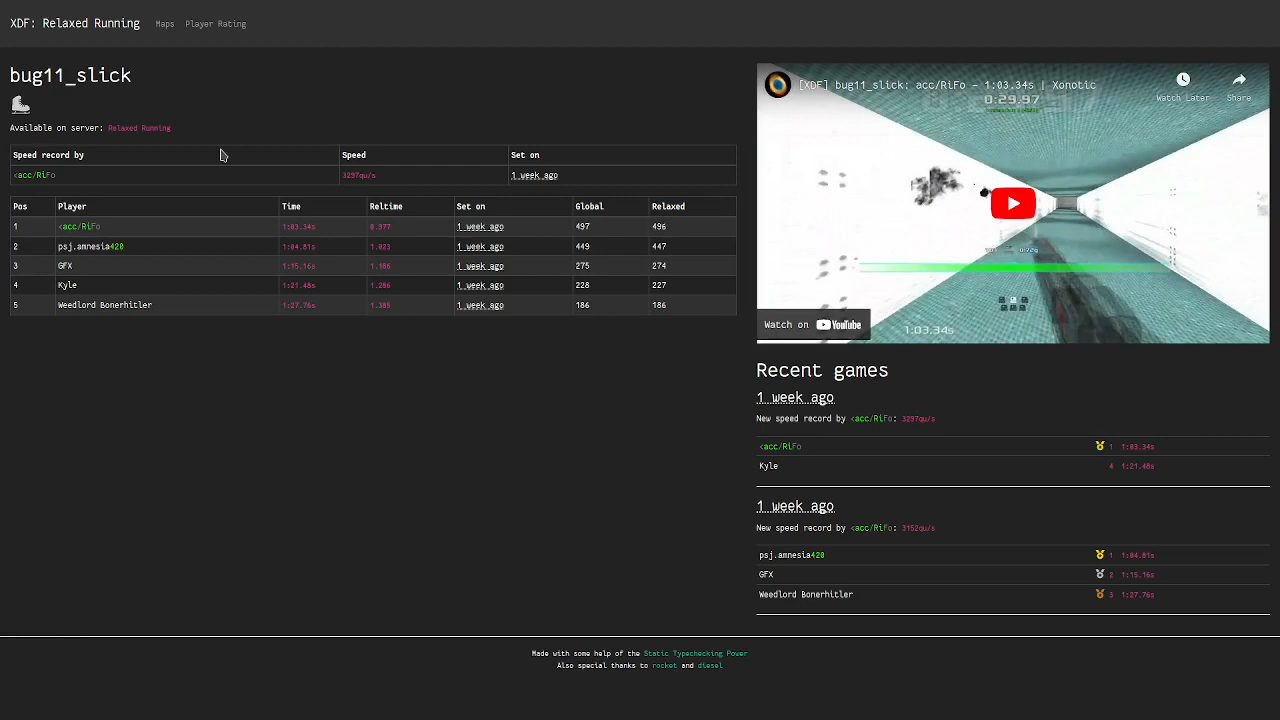 XDF: Relaxed Running Maps Player Rating
bug11_slick
Available on server: Relaxed Running
Speed record by Speed Set on
<acc/RiFo 3297qu/s 1 week ago
Pos Player Time Reltime Set on Global Relaxed
1 <acc/RiFo 1:03.34s 0.977 1 week ago 497 496
2 psj.amnesia420 1:04.81s 1.023 1 week ago 449 447
3 GFX 1:15.16s 1.186 1 week ago 275 274
4 Kyle 1:21.48s 1.286 1 week ago 228 227
5 Weedlord Bonerhitler 1:27.76s 1.385 1 week ago 186 186
[XDF] bug11_slick: acc/RiFo – 1:03.34s | Xonotic
Watch Later Share
0:29.97
Watch on YouTube
1:03.34s
Recent games
1 week ago
New speed record by <acc/RiFo: 3297qu/s
<acc/RiFo 1 1:03.34s
Kyle 4 1:21.48s
1 week ago
New speed record by <acc/RiFo: 3152qu/s
psj.amnesia420 1 1:04.81s
GFX 2 1:15.16s
Weedlord Bonerhitler 3 1:27.76s
Made with some help of the Static Typechecking Power
Also special thanks to rocket and diesel